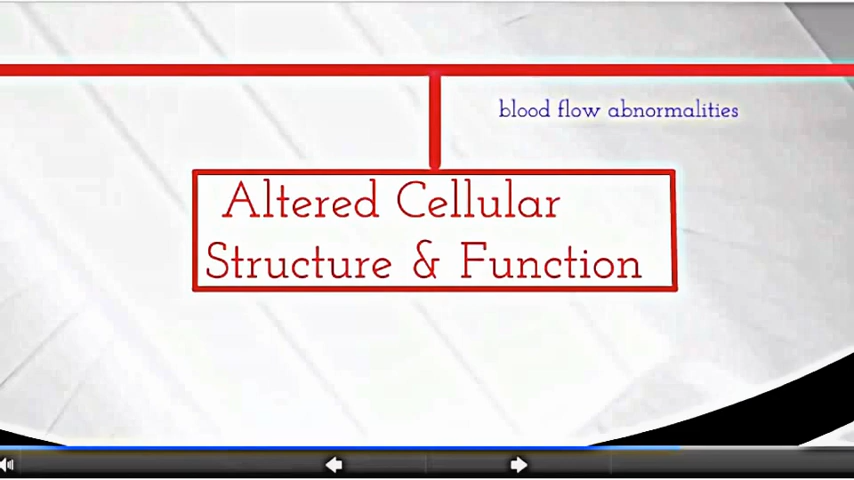 blood flow abnormalities
Altered Cellular
Structure & Function